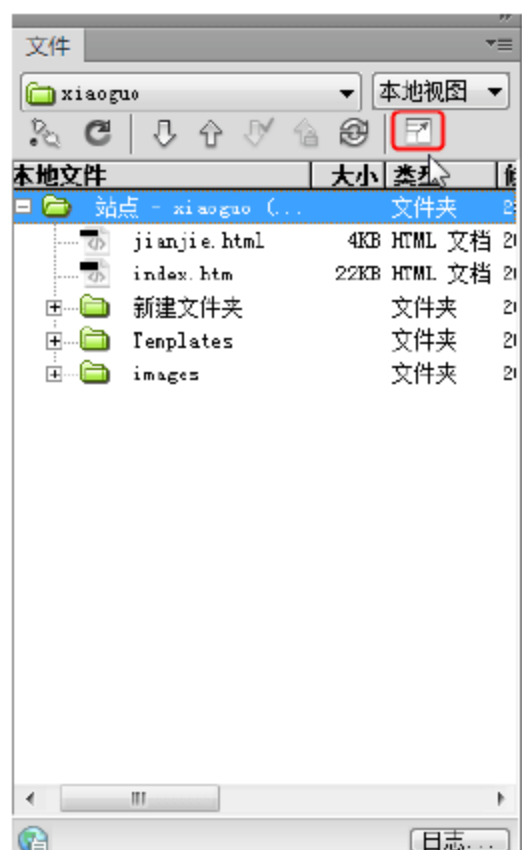 文件
xiaoguo 本地视图
本地文件 大小 类型
站点 - xiaoguo (... 文件夹
jianjie.html 4KB HTML 文档
index.htm 22KB HTML 文档
新建文件夹 文件夹
Templates 文件夹
images 文件夹
日志...